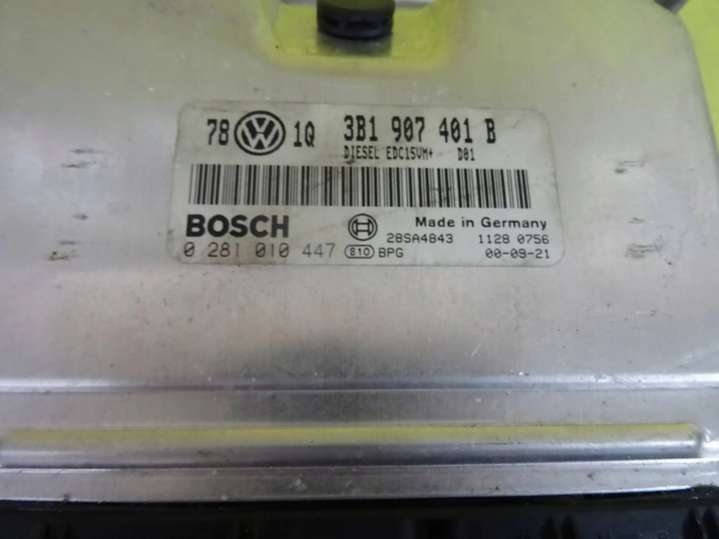 78 VW 1Q 3B1 907 401 B
DIESEL EDC15VM+ D01
BOSCH Made in Germany
28SA4843 1128 0756
0 281 010 447 810 BPG 00-09-21